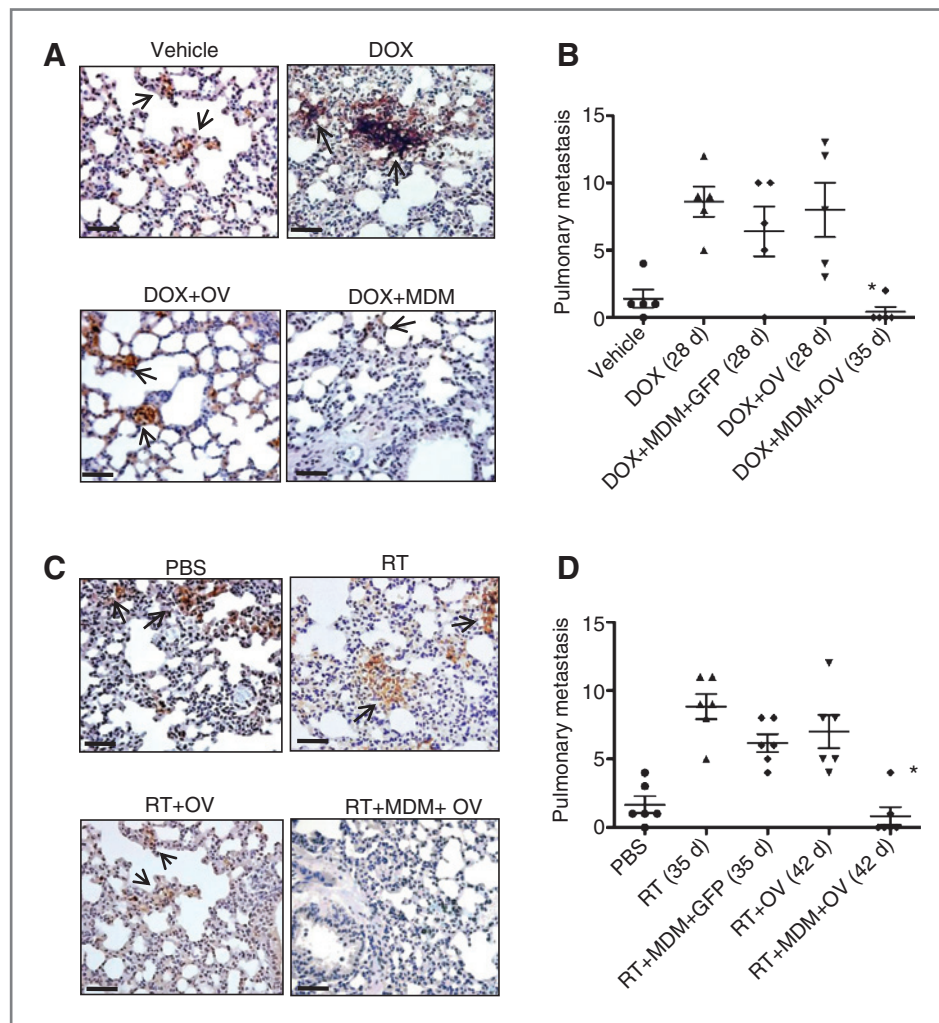 A
Vehicle
DOX
DOX+OV
DOX+MDM
B
Pulmonary metastasis
15
10
5
0
Vehicle
DOX (28 d)
DOX+MDM+GFP (28 d)
DOX+OV (28 d)
DOX+MDM+OV (35 d)
*
C
PBS
RT
RT+OV
RT+MDM+ OV
D
Pulmonary metastasis
15
10
5
0
PBS
RT (35 d)
RT+MDM+GFP (35 d)
RT+OV (42 d)
RT+MDM+OV (42 d)
*